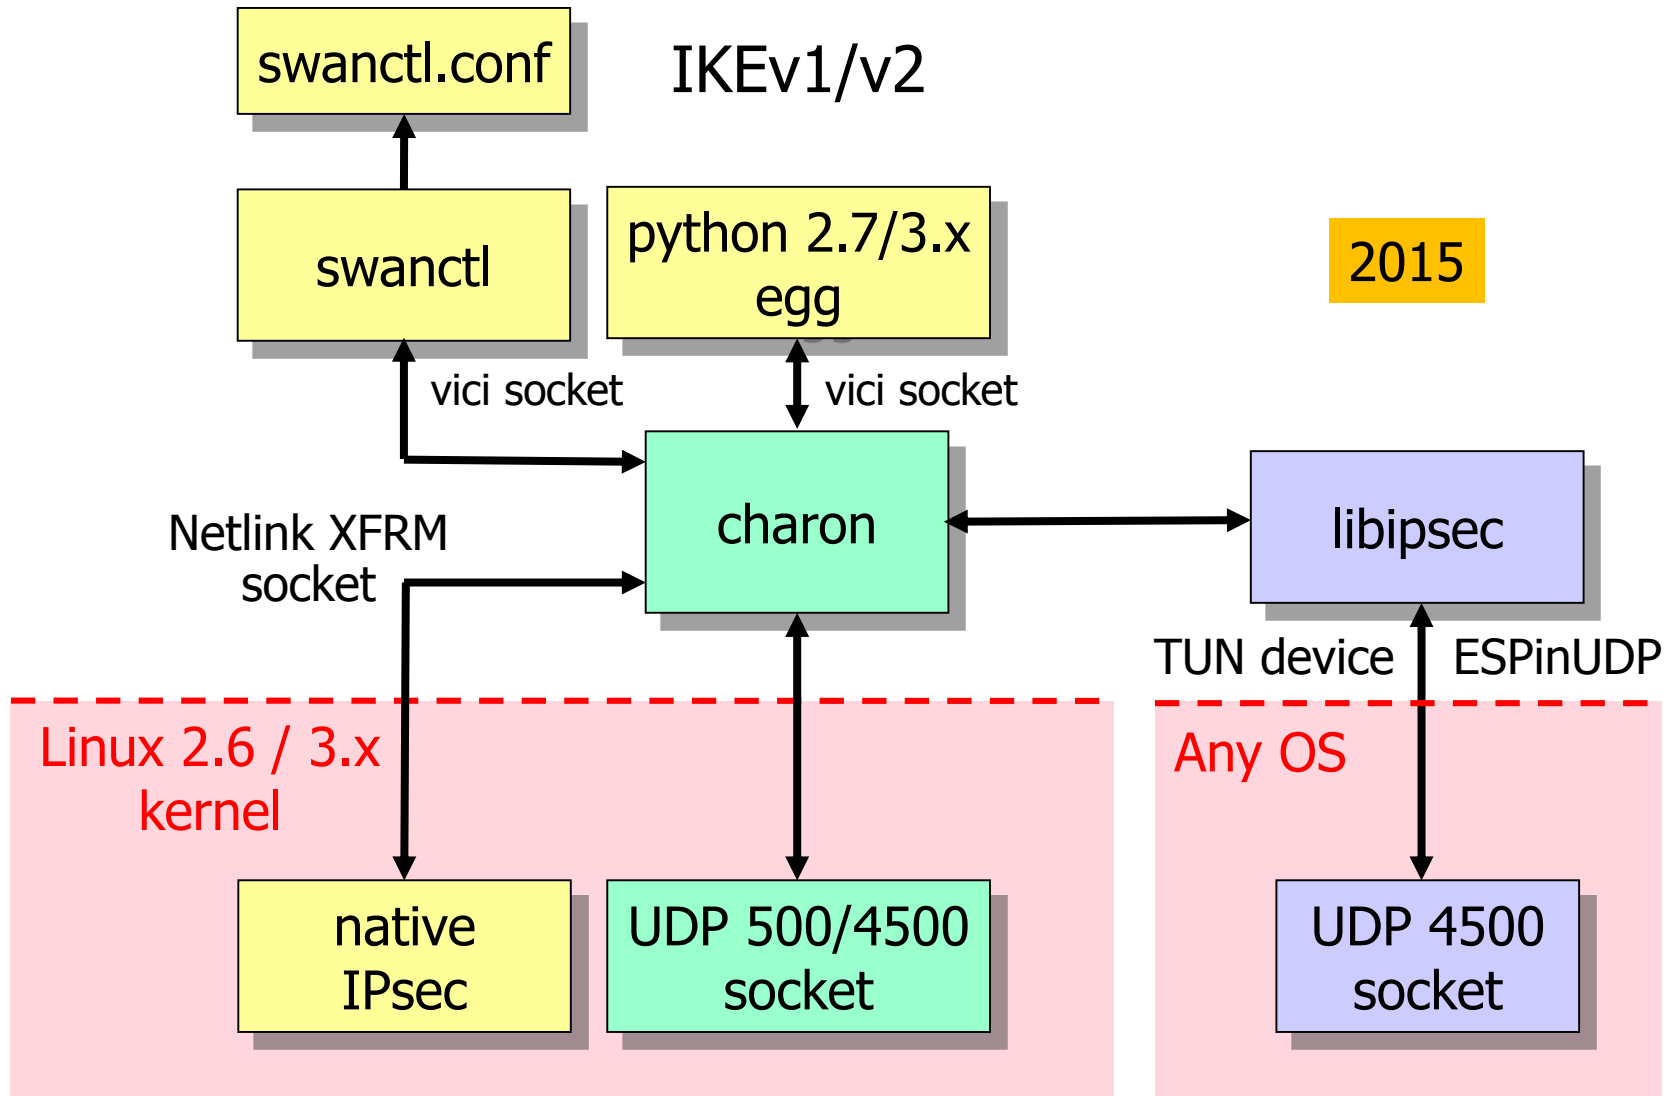 swanctl.conf
IKEv1/v2
swanctl
python 2.7/3.x
egg
2015
vici socket
vici socket
charon
libipsec
Netlink XFRM
socket
TUN device
ESPinUDP
Linux 2.6 / 3.x
kernel
Any OS
native
IPsec
UDP 500/4500
socket
UDP 4500
socket